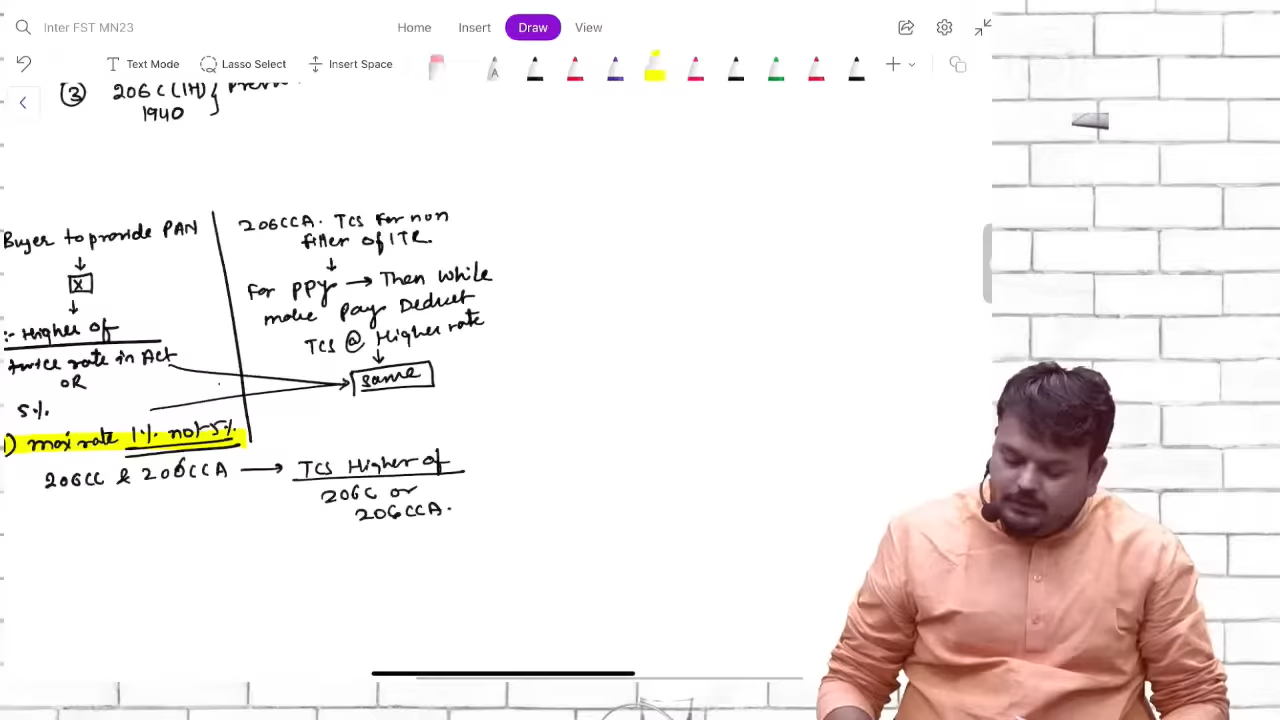 Inter FST MN23
Home Insert Draw View
Text Mode Lasso Select Insert Space
A
③ 206C(1H)
1940
Buyer to provide PAN
↓
X
↓
:- Higher of
twice rate in Act
OR
5%
1) max rate 1% not 5%.
206CCA. TCS for non
filler of ITR.
↓
For PPY → Then while
make pay Deduct
TCS @ Higher rate
↓
same
206CC & 206CCA → TCS Higher of
206C or
206CCA.